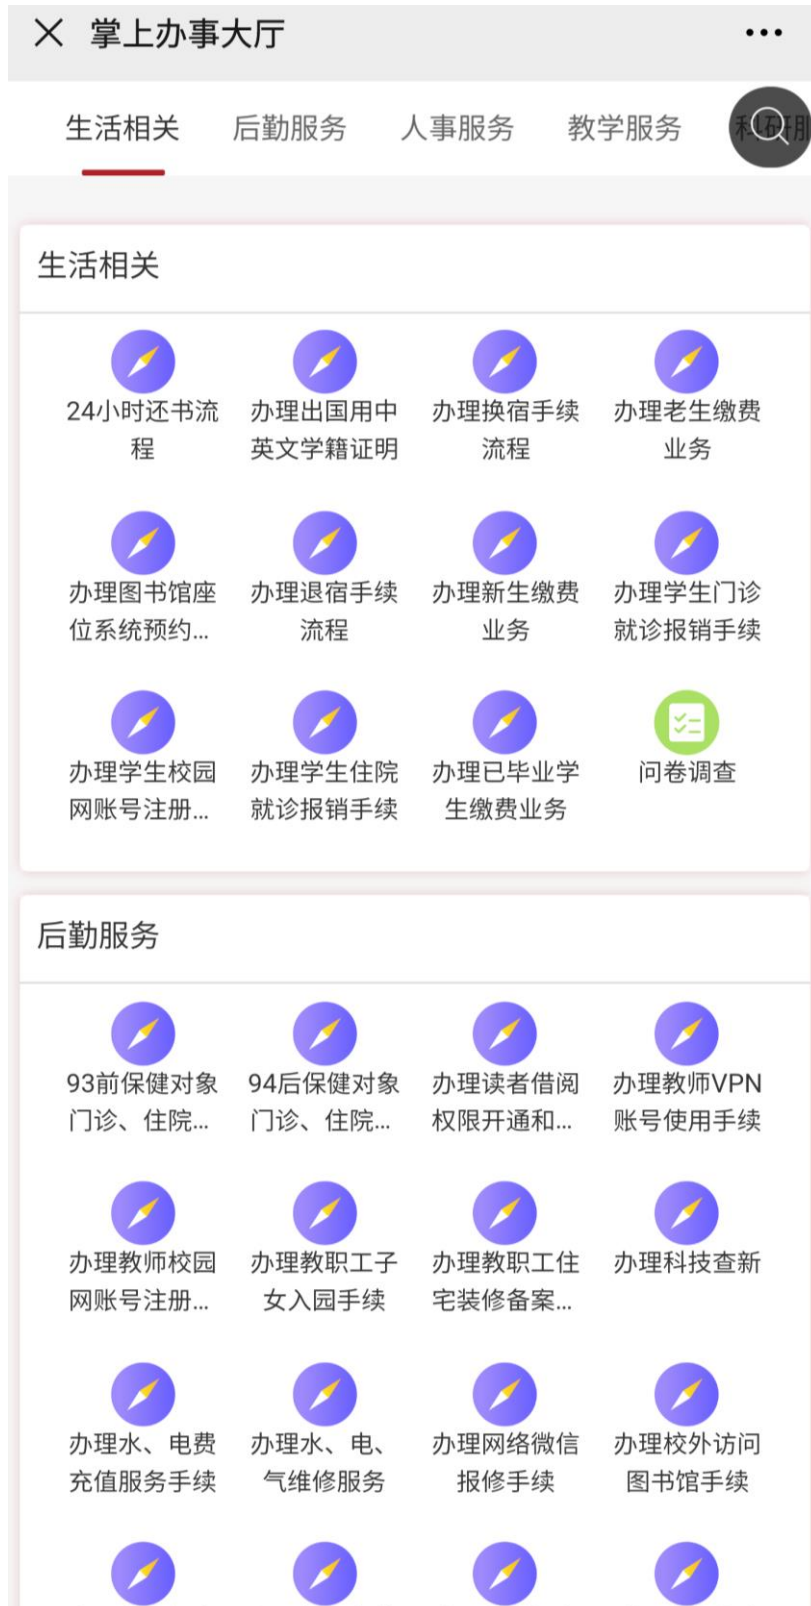 掌上办事大厅
生活相关 后勤服务 人事服务 教学服务 科研服
生活相关
24小时还书流
程
办理出国用中
英文学籍证明
办理换宿手续
流程
办理老生缴费
业务
办理图书馆座
位系统预约...
办理退宿手续
流程
办理新生缴费
业务
办理学生门诊
就诊报销手续
办理学生校园
网账号注册...
办理学生住院
就诊报销手续
办理已毕业学
生缴费业务
问卷调查
后勤服务
93前保健对象
门诊、住院...
94后保健对象
门诊、住院...
办理读者借阅
权限开通和...
办理教师VPN
账号使用手续
办理教师校园
网账号注册...
办理教职工子
女入园手续
办理教职工住
宅装修备案...
办理科技查新
办理水、电费
充值服务手续
办理水、电、
气维修服务
办理网络微信
报修手续
办理校外访问
图书馆手续